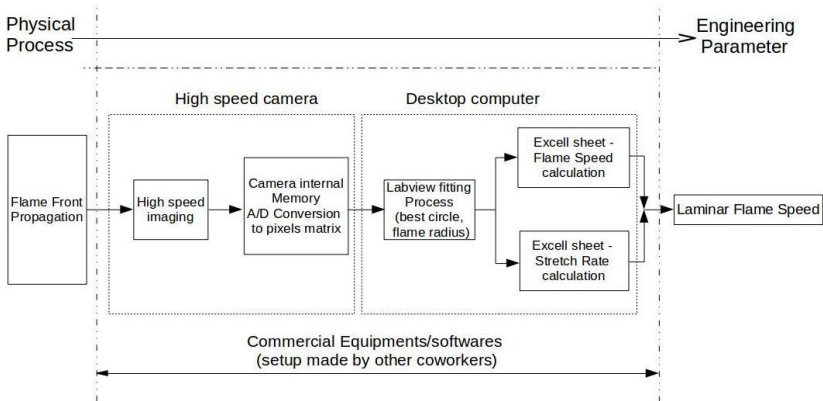 Physical
Process
Engineering
Parameter
High speed camera
Desktop computer
Flame Front
Propagation
High speed
imaging
Camera internal
Memory
A/D Conversion
to pixels matrix
Labview fitting
Process
(best circle,
flame radius)
Excell sheet -
Flame Speed
calculation
Excell sheet -
Stretch Rate
calculation
Laminar Flame Speed
Commercial Equipments/softwares
(setup made by other coworkers)